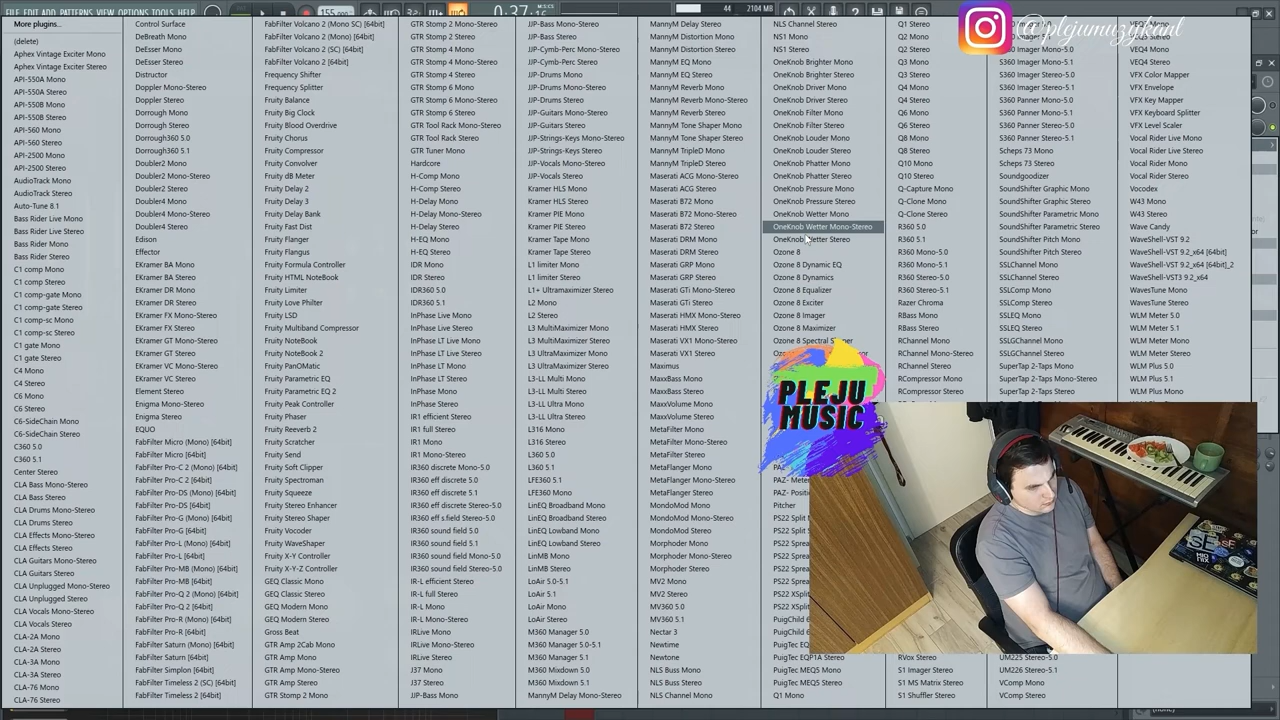 FILE EDIT ADD PATTERNS VIEW OPTIONS TOOLS HELP
155.000
0:37:12
44
2104 MB
@plejumuzykant
PLEJU
MUSIC
More plugins...
(delete)
Aphex Vintage Exciter Mono
Aphex Vintage Exciter Stereo
API-550A Mono
API-550A Stereo
API-550B Mono
API-550B Stereo
API-560 Mono
API-560 Stereo
API-2500 Mono
API-2500 Stereo
AudioTrack Mono
AudioTrack Stereo
Auto-Tune 8.1
Bass Rider Live Mono
Bass Rider Live Stereo
Bass Rider Mono
Bass Rider Stereo
C1 comp Mono
C1 comp Stereo
C1 comp-gate Mono
C1 comp-gate Stereo
C1 comp-sc Mono
C1 comp-sc Stereo
C1 gate Mono
C1 gate Stereo
C4 Mono
C4 Stereo
C6 Mono
C6 Stereo
C6-SideChain Mono
C6-SideChain Stereo
C360 5.0
C360 5.1
Center Stereo
CLA Bass Mono-Stereo
CLA Bass Stereo
CLA Drums Mono-Stereo
CLA Drums Stereo
CLA Effects Mono-Stereo
CLA Effects Stereo
CLA Guitars Mono-Stereo
CLA Guitars Stereo
CLA Unplugged Mono-Stereo
CLA Unplugged Stereo
CLA Vocals Mono-Stereo
CLA Vocals Stereo
CLA-2A Mono
CLA-2A Stereo
CLA-3A Mono
CLA-3A Stereo
CLA-76 Mono
CLA-76 Stereo
Control Surface
DeBreath Mono
DeEsser Mono
DeEsser Stereo
Distructor
Doppler Mono-Stereo
Doppler Stereo
Dorrough Mono
Dorrough Stereo
Dorrough360 5.0
Dorrough360 5.1
Doubler2 Mono
Doubler2 Mono-Stereo
Doubler2 Stereo
Doubler4 Mono
Doubler4 Mono-Stereo
Doubler4 Stereo
Edison
Effector
EKramer BA Mono
EKramer BA Stereo
EKramer DR Mono
EKramer DR Stereo
EKramer FX Mono
EKramer FX Stereo
EKramer GT Mono
EKramer GT Stereo
EKramer VC Mono
EKramer VC Stereo
Element Stereo
Enigma Mono-Stereo
Enigma Stereo
EQUO
FabFilter Micro (Mono) [64bit]
FabFilter Micro [64bit]
FabFilter Pro-C 2 (Mono) [64bit]
FabFilter Pro-C 2 [64bit]
FabFilter Pro-DS (Mono) [64bit]
FabFilter Pro-DS [64bit]
FabFilter Pro-G (Mono) [64bit]
FabFilter Pro-G [64bit]
FabFilter Pro-L (Mono) [64bit]
FabFilter Pro-L [64bit]
FabFilter Pro-MB (Mono) [64bit]
FabFilter Pro-MB [64bit]
FabFilter Pro-Q 2 (Mono) [64bit]
FabFilter Pro-Q 2 [64bit]
FabFilter Pro-R (Mono) [64bit]
FabFilter Pro-R [64bit]
FabFilter Saturn (Mono) [64bit]
FabFilter Saturn [64bit]
FabFilter Simplon [64bit]
FabFilter Timeless 2 (SC) [64bit]
FabFilter Timeless 2 [64bit]
FabFilter Volcano 2 (Mono SC) [64bit]
FabFilter Volcano 2 (Mono) [64bit]
FabFilter Volcano 2 (SC) [64bit]
FabFilter Volcano 2 [64bit]
Frequency Shifter
Frequency Splitter
Fruity Balance
Fruity Big Clock
Fruity Blood Overdrive
Fruity Chorus
Fruity Compressor
Fruity Convolver
Fruity dB Meter
Fruity Delay 2
Fruity Delay 3
Fruity Delay Bank
Fruity Fast Dist
Fruity Flanger
Fruity Flangus
Fruity Formula Controller
Fruity HTML NoteBook
Fruity Limiter
Fruity Love Philter
Fruity LSD
Fruity Multiband Compressor
Fruity NoteBook
Fruity NoteBook 2
Fruity PanOMatic
Fruity Parametric EQ
Fruity Parametric EQ 2
Fruity Peak Controller
Fruity Phaser
Fruity Reeverb 2
Fruity Scratcher
Fruity Send
Fruity Soft Clipper
Fruity Spectroman
Fruity Squeeze
Fruity Stereo Enhancer
Fruity Stereo Shaper
Fruity Vocoder
Fruity WaveShaper
Fruity X-Y Controller
Fruity X-Y-Z Controller
GEQ Classic Mono
GEQ Classic Stereo
GEQ Modern Mono
GEQ Modern Stereo
Gross Beat
GTR Amp 2Cab Mono
GTR Amp Mono
GTR Amp Mono-Stereo
GTR Amp Stereo
GTR Stomp 2 Mono
GTR Stomp 2 Mono-Stereo
GTR Stomp 2 Stereo
GTR Stomp 4 Mono
GTR Stomp 4 Mono-Stereo
GTR Stomp 4 Stereo
GTR Stomp 6 Mono
GTR Stomp 6 Mono-Stereo
GTR Stomp 6 Stereo
GTR Tool Rack Mono-Stereo
GTR Tool Rack Stereo
GTR Tuner Mono
Hardcore
H-Comp Mono
H-Comp Stereo
H-Delay Mono
H-Delay Mono-Stereo
H-Delay Stereo
H-EQ Mono
H-EQ Stereo
IDR Mono
IDR Stereo
IDR360 5.0
IDR360 5.1
InPhase Live Mono
InPhase Live Stereo
InPhase LT Live Mono
InPhase LT Live Stereo
InPhase LT Mono
InPhase LT Stereo
InPhase Mono
InPhase Stereo
IR1 efficient Stereo
IR1 full Stereo
IR1 Mono
IR1 Mono-Stereo
IR360 discrete Mono-5.0
IR360 eff discrete 5.0
IR360 eff discrete 5.1
IR360 eff discrete Stereo-5.0
IR360 eff s.field Stereo-5.0
IR360 sound field 5.0
IR360 sound field 5.1
IR360 sound field Mono-5.0
IR360 sound field Stereo-5.0
IR-L efficient Stereo
IR-L full Stereo
IR-L Mono
IR-L Mono-Stereo
IRLive Mono
IRLive Mono-Stereo
IRLive Stereo
J37 Mono
J37 Stereo
JJP-Bass Mono
JJP-Bass Mono-Stereo
JJP-Bass Stereo
JJP-Cymb-Perc Mono-Stereo
JJP-Cymb-Perc Stereo
JJP-Drums Mono
JJP-Drums Mono-Stereo
JJP-Drums Stereo
JJP-Guitars Mono-Stereo
JJP-Guitars Stereo
JJP-Strings-Keys Mono-Stereo
JJP-Strings-Keys Stereo
JJP-Vocals Mono-Stereo
JJP-Vocals Stereo
Kramer HLS Mono
Kramer HLS Stereo
Kramer PIE Mono
Kramer PIE Stereo
Kramer Tape Mono
Kramer Tape Stereo
L1 limiter Mono
L1 limiter Stereo
L1+ Ultramaximizer Stereo
L2 Mono
L2 Stereo
L3 MultiMaximizer Mono
L3 MultiMaximizer Stereo
L3 UltraMaximizer Mono
L3 UltraMaximizer Stereo
L3-LL Multi Mono
L3-LL Multi Stereo
L3-LL Ultra Mono
L3-LL Ultra Stereo
L316 Mono
L316 Stereo
L360 5.0
L360 5.1
LFE360 5.1
LFE360 Mono
LinEQ Broadband Mono
LinEQ Broadband Stereo
LinEQ Lowband Mono
LinEQ Lowband Stereo
LinMB Mono
LinMB Stereo
LoAir 5.0-5.1
LoAir 5.1
LoAir Mono
LoAir Stereo
M360 Manager 5.0
M360 Manager 5.0-5.1
M360 Manager 5.1
M360 Mixdown 5.0
M360 Mixdown 5.1
MannyM Delay Mono-Stereo
MannyM Delay Stereo
MannyM Distortion Mono
MannyM Distortion Stereo
MannyM EQ Mono
MannyM EQ Stereo
MannyM Reverb Mono
MannyM Reverb Mono-Stereo
MannyM Reverb Stereo
MannyM Tone Shaper Mono
MannyM Tone Shaper Stereo
MannyM TripleD Mono
MannyM TripleD Stereo
Maserati ACG Mono-Stereo
Maserati ACG Stereo
Maserati B72 Mono
Maserati B72 Mono-Stereo
Maserati B72 Stereo
Maserati DRM Mono
Maserati DRM Stereo
Maserati GRP Mono
Maserati GRP Stereo
Maserati GTi Mono-Stereo
Maserati GTi Stereo
Maserati HMX Mono-Stereo
Maserati HMX Stereo
Maserati VX1 Mono-Stereo
Maserati VX1 Stereo
Maximus
MaxxBass Mono
MaxxBass Stereo
MaxxVolume Mono
MaxxVolume Stereo
MetaFilter Mono
MetaFilter Mono-Stereo
MetaFilter Stereo
MetaFlanger Mono
MetaFlanger Mono-Stereo
MetaFlanger Stereo
MondoMod Mono
MondoMod Mono-Stereo
MondoMod Stereo
Morphoder Mono
Morphoder Mono-Stereo
Morphoder Stereo
MV2 Mono
MV2 Stereo
MV360 5.0
MV360 5.1
Nectar 3
Newtime
Newtone
NLS Buss Mono
NLS Buss Stereo
NLS Channel Mono
NLS Channel Stereo
NS1 Mono
NS1 Stereo
OneKnob Brighter Mono
OneKnob Brighter Stereo
OneKnob Driver Mono
OneKnob Driver Stereo
OneKnob Filter Mono
OneKnob Filter Stereo
OneKnob Louder Mono
OneKnob Louder Stereo
OneKnob Phatter Mono
OneKnob Phatter Stereo
OneKnob Pressure Mono
OneKnob Pressure Stereo
OneKnob Wetter Mono
OneKnob Wetter Mono-Stereo
OneKnob Wetter Stereo
Ozone 8
Ozone 8 Dynamic EQ
Ozone 8 Dynamics
Ozone 8 Equalizer
Ozone 8 Exciter
Ozone 8 Imager
Ozone 8 Maximizer
Ozone 8 Spectral
Pitcher
PS22 Split
PS22 Spre
PS22 Spre
PS22 XSpl
PS22 XSpl
PuigChild 6
PuigTec EQ
PuigTec EQP1A Stereo
PuigTec MEQ5 Mono
PuigTec MEQ5 Stereo
Q1 Mono
Q1 Stereo
Q2 Mono
Q2 Stereo
Q3 Mono
Q3 Stereo
Q4 Mono
Q4 Stereo
Q6 Mono
Q6 Stereo
Q8 Mono
Q8 Stereo
Q10 Mono
Q10 Stereo
Q-Capture Mono
Q-Clone Mono
Q-Clone Stereo
R360 5.0
R360 5.1
R360 Mono-5.0
R360 Mono-5.1
R360 Stereo-5.0
R360 Stereo-5.1
Razer Chroma
RBass Mono
RBass Stereo
RChannel Mono
RChannel Mono-Stereo
RChannel Stereo
RCompressor Mono
RCompressor Stereo
RVox Stereo
S1 Imager Stereo
S1 MS Matrix Stereo
S1 Shuffler Stereo
S360 Imager Mono-5.1
S360 Imager Stereo-5.0
S360 Imager Stereo-5.1
S360 Panner Mono-5.0
S360 Panner Mono-5.1
S360 Panner Stereo-5.0
S360 Panner Stereo-5.1
Scheps 73 Mono
Scheps 73 Stereo
Soundgoodizer
SoundShifter Graphic Mono
SoundShifter Graphic Stereo
SoundShifter Parametric Mono
SoundShifter Parametric Stereo
SoundShifter Pitch Mono
SoundShifter Pitch Stereo
SSLChannel Mono
SSLChannel Stereo
SSLComp Mono
SSLComp Stereo
SSLEQ Mono
SSLEQ Stereo
SSLGChannel Mono
SSLGChannel Stereo
SuperTap 2-Taps Mono
SuperTap 2-Taps Mono-Stereo
SuperTap 2-Taps Stereo
UM225 Stereo-5.0
UM226 Stereo-5.1
VComp Mono
VComp Stereo
VEQ4 Mono
VEQ4 Stereo
VFX Color Mapper
VFX Envelope
VFX Key Mapper
VFX Keyboard Splitter
VFX Level Scaler
Vocal Rider Live Mono
Vocal Rider Live Stereo
Vocal Rider Mono
Vocal Rider Stereo
Vocodex
W43 Mono
W43 Stereo
Wave Candy
WaveShell-VST 9.2
WaveShell-VST 9.2_x64 [64bit]
WaveShell-VST 9.2_x64 [64bit]_2
WaveShell-VST3 9.2_x64
WavesTune Mono
WavesTune Stereo
WLM Meter 5.0
WLM Meter 5.1
WLM Meter Mono
WLM Meter Stereo
WLM Plus 5.0
WLM Plus 5.1
WLM Plus Mono
WLM Plus Stereo